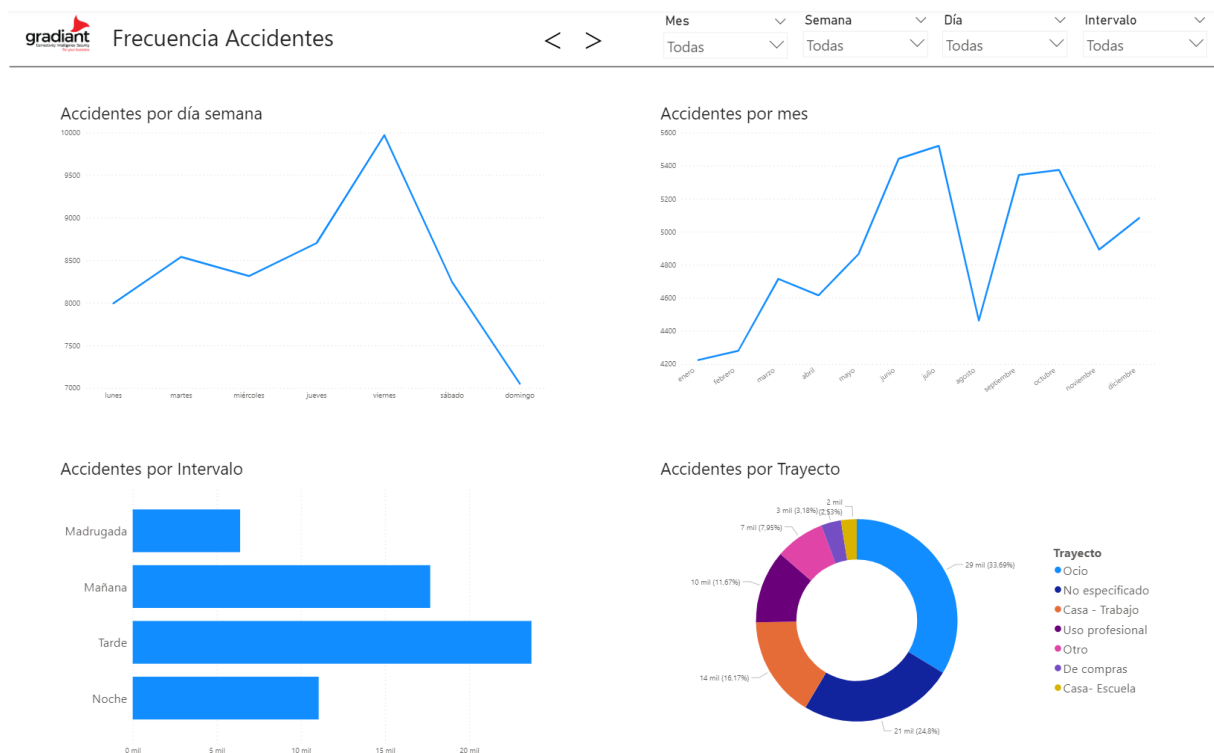 gradiant
Frecuencia Accidentes
< >
Mes
Todas
Semana
Todas
Día
Todas
Intervalo
Todas
Accidentes por día semana
10000
9500
9000
8500
8000
7500
7000
lunes martes miércoles jueves viernes sábado domingo
Accidentes por mes
5600
5400
5200
5000
4800
4600
4400
4200
enero febrero marzo abril mayo junio julio agosto septiembre octubre noviembre diciembre
Accidentes por Intervalo
Madrugada
Mañana
Tarde
Noche
0 mil 5 mil 10 mil 15 mil 20 mil
Accidentes por Trayecto
2 mil
(2,53%)
3 mil (3,18%)
7 mil (7,95%)
10 mil (11,67%)
14 mil (16,17%)
21 mil (24,8%)
29 mil (33,69%)
Trayecto
Ocio
No especificado
Casa - Trabajo
Uso profesional
Otro
De compras
Casa- Escuela